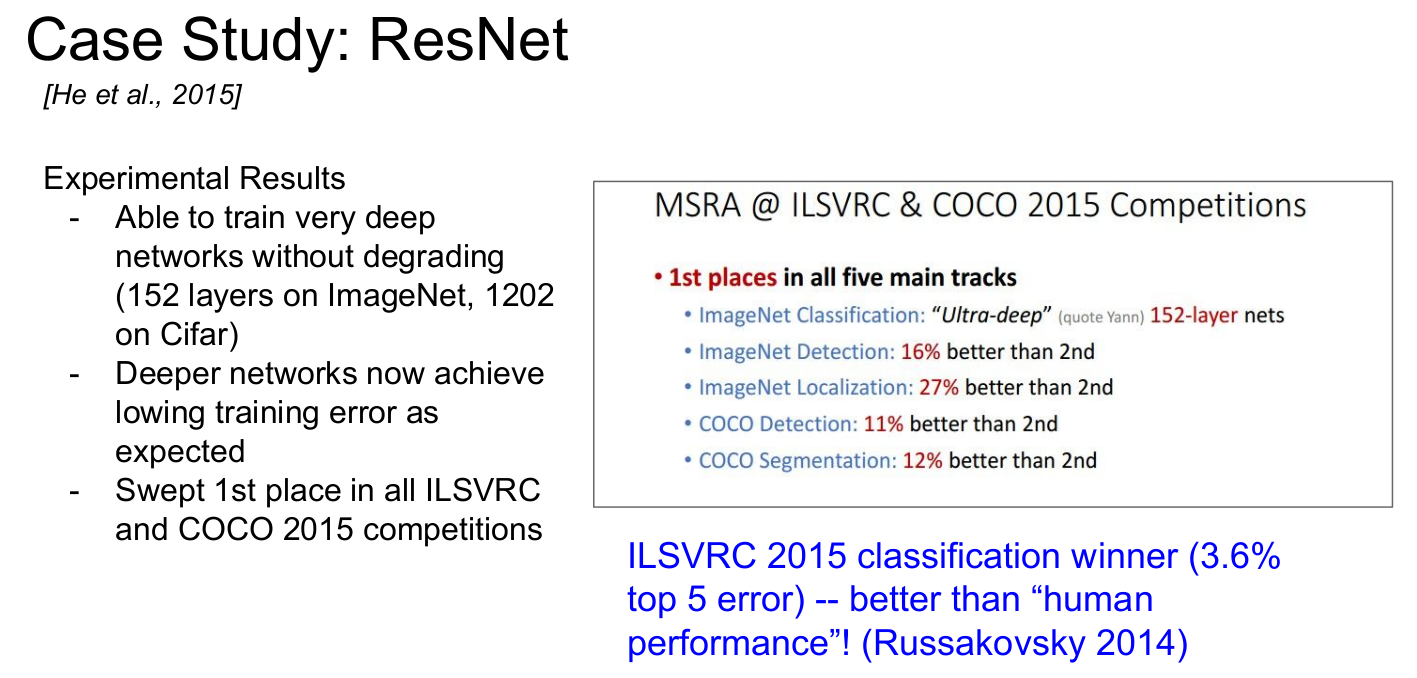 Case Study: ResNet
[He et al., 2015]
Experimental Results
- Able to train very deep
networks without degrading
(152 layers on ImageNet, 1202
on Cifar)
- Deeper networks now achieve
lowing training error as
expected
- Swept 1st place in all ILSVRC
and COCO 2015 competitions
MSRA @ ILSVRC & COCO 2015 Competitions
• 1st places in all five main tracks
• ImageNet Classification: “Ultra-deep” (quote Yann) 152-layer nets
• ImageNet Detection: 16% better than 2nd
• ImageNet Localization: 27% better than 2nd
• COCO Detection: 11% better than 2nd
• COCO Segmentation: 12% better than 2nd
ILSVRC 2015 classification winner (3.6%
top 5 error) -- better than “human
performance”! (Russakovsky 2014)